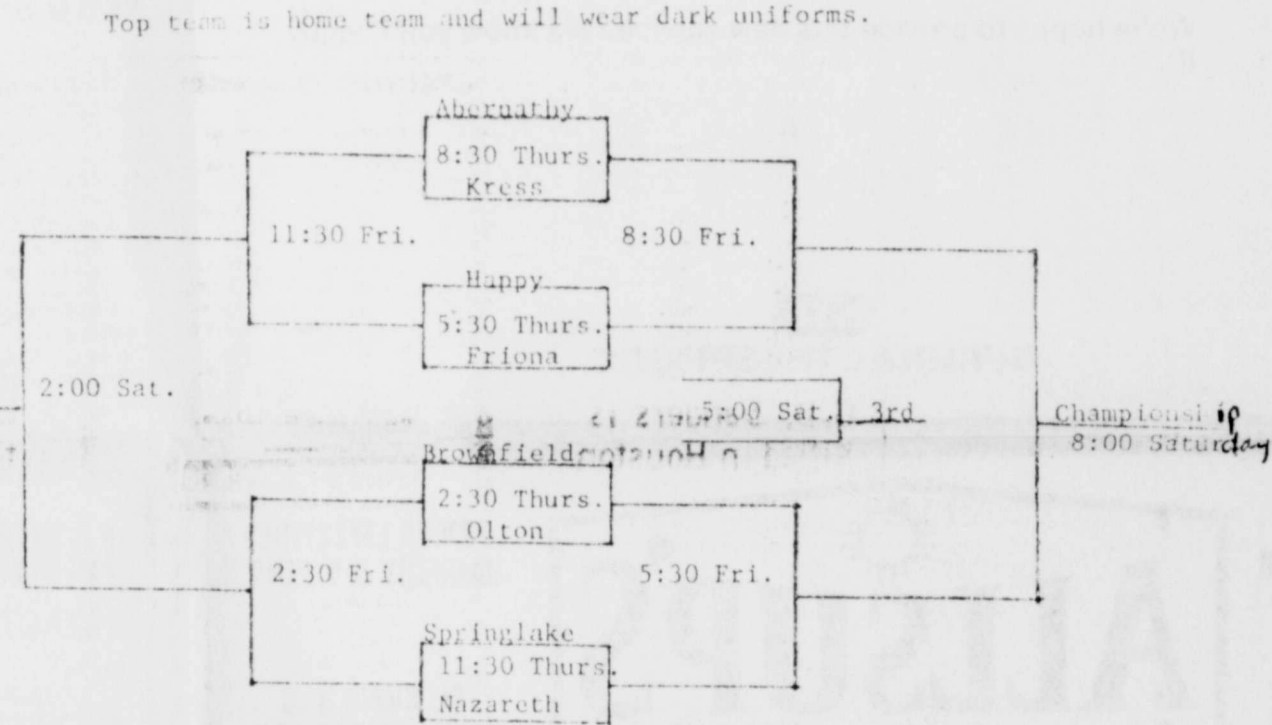 Top team is home team and will wear dark uniforms.
Abernathy
8:30 Thurs.
Kress
11:30 Fri.
8:30 Fri.
Happy
5:30 Thurs.
Friona
2:00 Sat.
5:00 Sat.
3rd
Championship
8:00 Saturday
Brownfield
2:30 Thurs.
Olton
2:30 Fri.
5:30 Fri.
Springlake
11:30 Thurs.
Nazareth